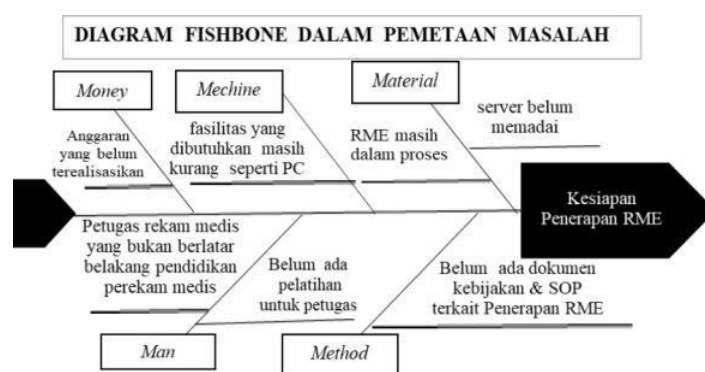 DIAGRAM FISHBONE DALAM PEMETAAN MASALAH
Money
Mechine
Material
Anggaran
yang belum
terealisasikan
fasilitas yang
dibutuhkan masih
kurang seperti PC
RME masih
dalam proses
server belum
memadai
Kesiapan
Penerapan RME
Petugas rekam medis
yang bukan berlatar
belakang pendidikan
perekam medis
Belum ada
pelatihan
untuk petugas
Belum ada dokumen
kebijakan & SOP
terkait Penerapan RME
Man
Method